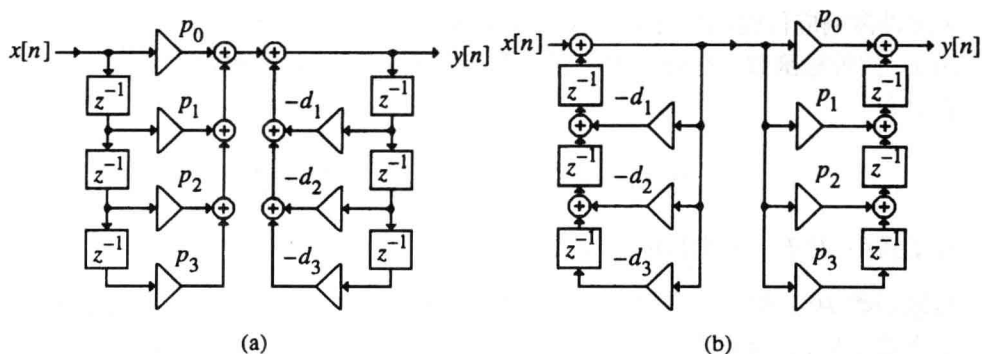 p₀ p₀
x[n] y[n] x[n] y[n]
z⁻¹ z⁻¹ z⁻¹ z⁻¹
p₁ -d₁ -d₁ p₁
z⁻¹ z⁻¹ z⁻¹ z⁻¹
p₂ -d₂ -d₂ p₂
z⁻¹ z⁻¹ z⁻¹ z⁻¹
p₃ -d₃ -d₃ p₃
(a) (b)